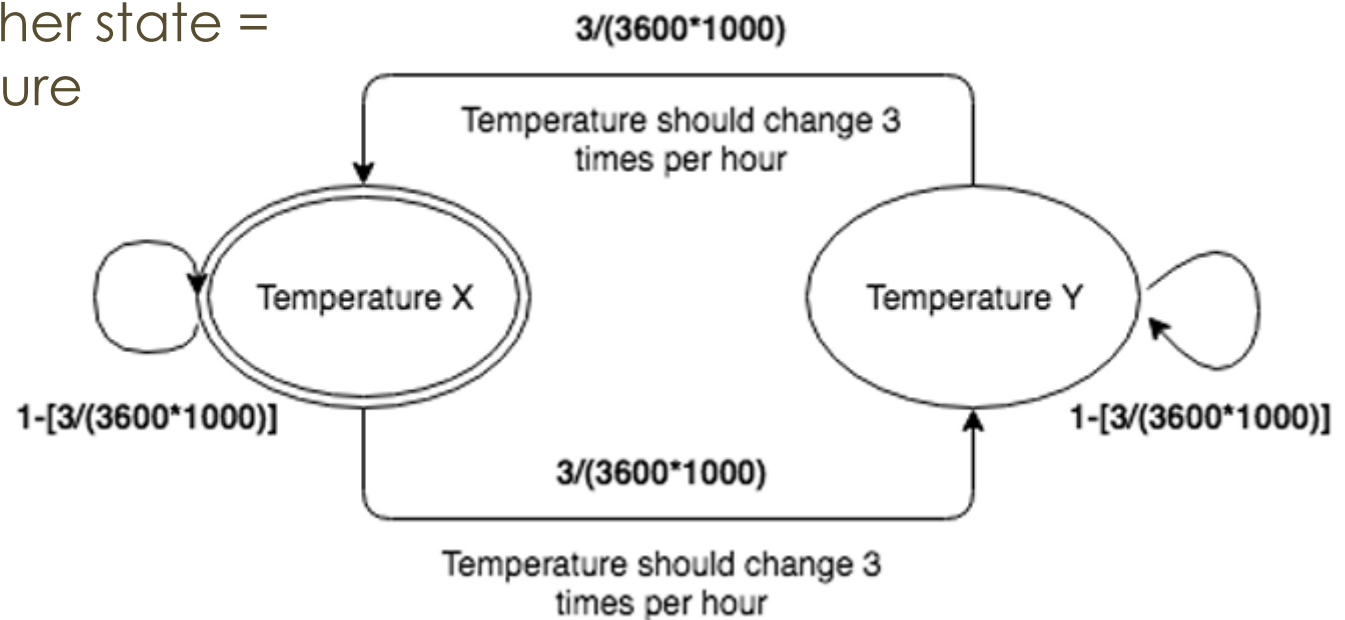 her state =
ure
3/(3600*1000)
Temperature should change 3
times per hour
Temperature X
Temperature Y
1-[3/(3600*1000)]
1-[3/(3600*1000)]
3/(3600*1000)
Temperature should change 3
times per hour